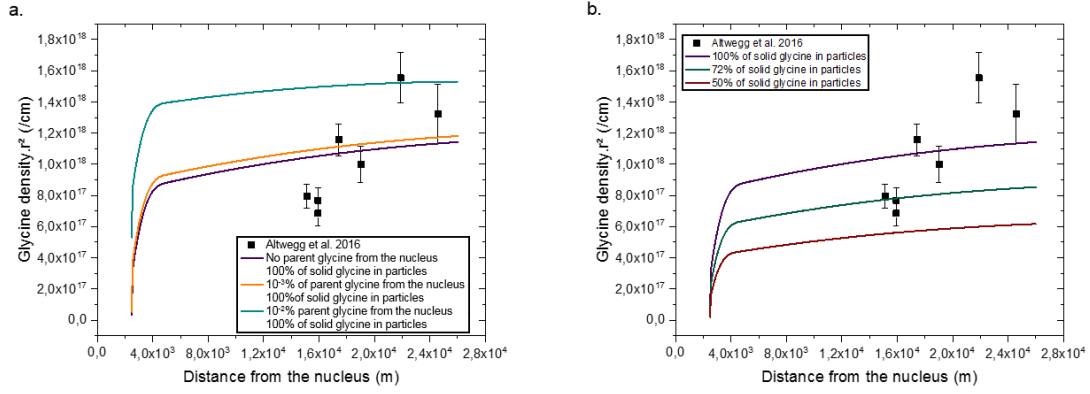 a.
1,8x10¹⁸
1,6x10¹⁸
1,4x10¹⁸
1,2x10¹⁸
1,0x10¹⁸
8,0x10¹⁷
6,0x10¹⁷
4,0x10¹⁷
2,0x10¹⁷
0,0
Glycine density.r² (/cm)
Altwegg et al. 2016
No parent glycine from the nucleus
100% of solid glycine in particles
10⁻³% of parent glycine from the nucleus
100%of solid glycine in particles
10⁻²% parent glycine from the nucleus
100% of solid glycine in particles
0,0 4,0x10³ 8,0x10³ 1,2x10⁴ 1,6x10⁴ 2,0x10⁴ 2,4x10⁴ 2,8x10⁴
Distance from the nucleus (m)
b.
1,8x10¹⁸
1,6x10¹⁸
1,4x10¹⁸
1,2x10¹⁸
1,0x10¹⁸
8,0x10¹⁷
6,0x10¹⁷
4,0x10¹⁷
2,0x10¹⁷
0,0
Glycine density.r² (/cm)
Altwegg et al. 2016
100% of solid glycine in particles
72% of solid glycine in particles
50% of solid glycine in particles
0,0 4,0x10³ 8,0x10³ 1,2x10⁴ 1,6x10⁴ 2,0x10⁴ 2,4x10⁴ 2,8x10⁴
Distance from the nucleus (m)